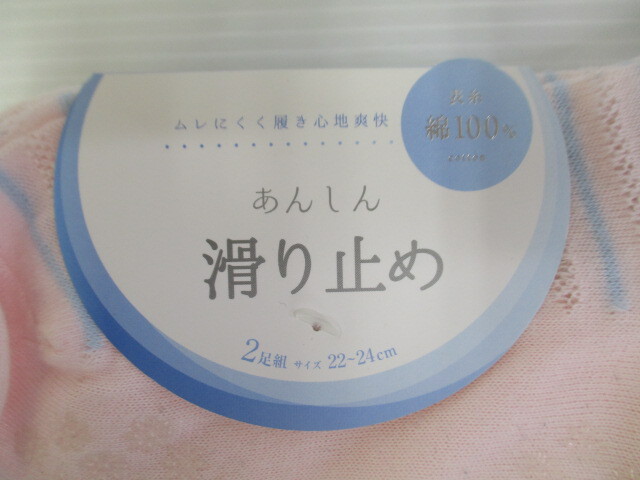 ムレにくく履き心地爽快
表糸
綿100%
cotton
あんしん
滑り止め
2足組 サイズ 22~24cm